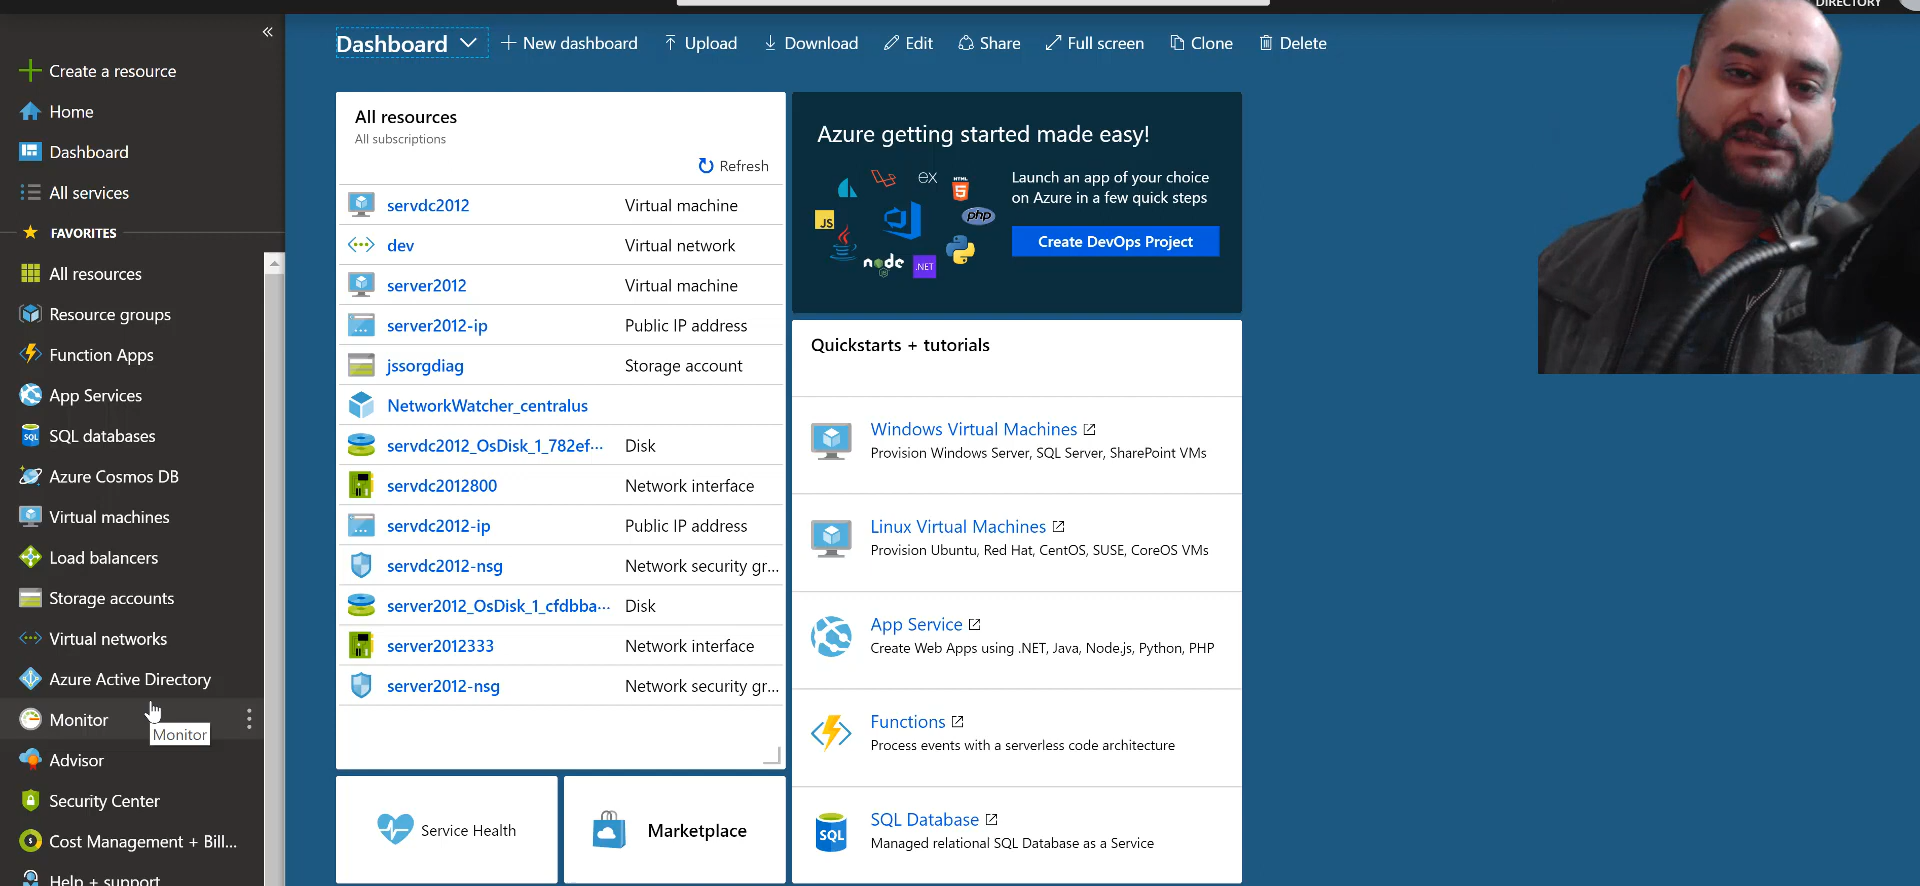 DIRECTORY
«
Create a resource
Home
Dashboard
All services
FAVORITES
All resources
Resource groups
Function Apps
App Services
SQL databases
Azure Cosmos DB
Virtual machines
Load balancers
Storage accounts
Virtual networks
Azure Active Directory
Monitor
Monitor
Advisor
Security Center
Cost Management + Bill...
Help + support
Dashboard
New dashboard
Upload
Download
Edit
Share
Full screen
Clone
Delete
All resources
All subscriptions
Refresh
servdc2012 Virtual machine
dev Virtual network
server2012 Virtual machine
server2012-ip Public IP address
jssorgdiag Storage account
NetworkWatcher_centralus
servdc2012_OsDisk_1_782ef... Disk
servdc2012800 Network interface
servdc2012-ip Public IP address
servdc2012-nsg Network security gr...
server2012_OsDisk_1_cfdbba... Disk
server2012333 Network interface
server2012-nsg Network security gr...
Service Health
Marketplace
Azure getting started made easy!
EX
HTML
5
JS
php
node
.NET
Launch an app of your choice
on Azure in a few quick steps
Create DevOps Project
Quickstarts + tutorials
Windows Virtual Machines
Provision Windows Server, SQL Server, SharePoint VMs
Linux Virtual Machines
Provision Ubuntu, Red Hat, CentOS, SUSE, CoreOS VMs
App Service
Create Web Apps using .NET, Java, Node.js, Python, PHP
Functions
Process events with a serverless code architecture
SQL
SQL Database
Managed relational SQL Database as a Service